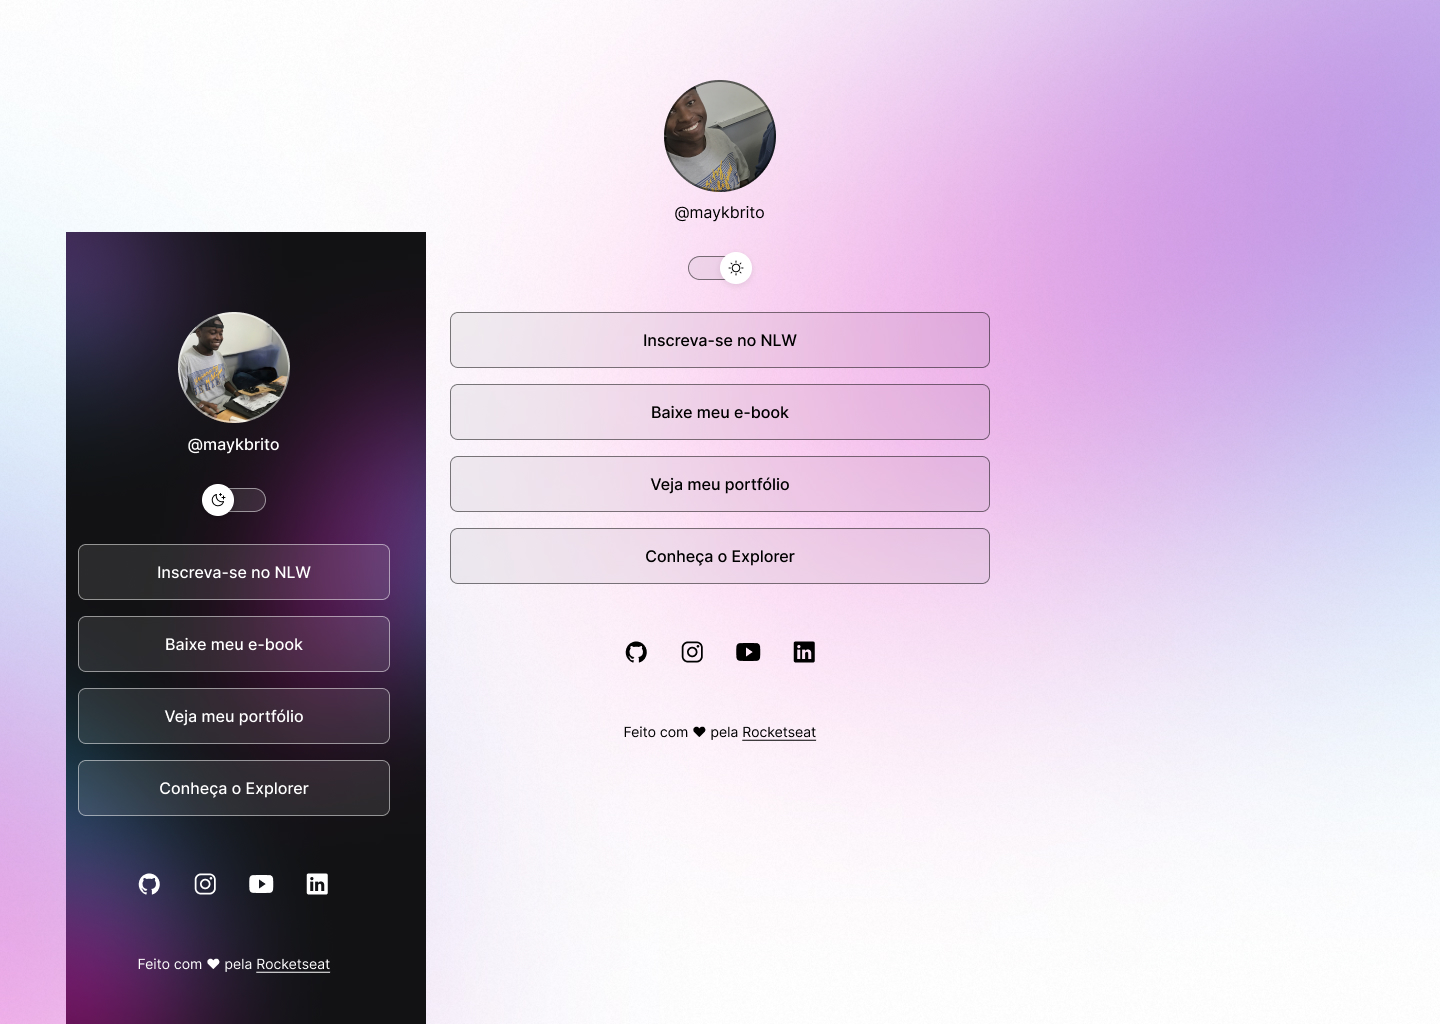 @maykbrito
Inscreva-se no NLW
Baixe meu e-book
Veja meu portfólio
Conheça o Explorer
Feito com ♥ pela Rocketseat
@maykbrito
Inscreva-se no NLW
Baixe meu e-book
Veja meu portfólio
Conheça o Explorer
Feito com ♥ pela Rocketseat